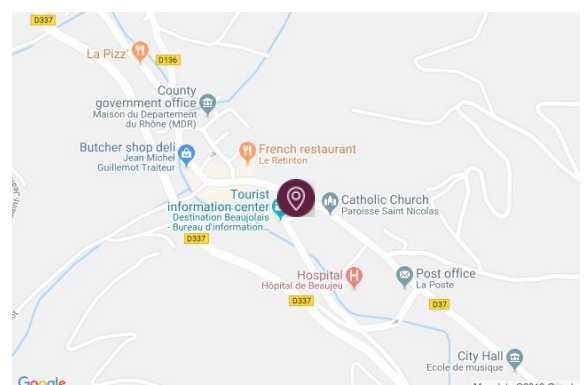 D337
La Pizz'
D136
County
government office
Maison du Département
du Rhône (MDR)
Butcher shop deli
Jean Michel
Guillemot Traiteur
French restaurant
Le Retinton
Tourist
information center
Destination Beaujolais
- Bureau d'information...
Catholic Church
Paroisse Saint Nicolas
D337
Hospital
Hôpital de Beaujeu
Post office
La Poste
D337
D37
City Hall
Ecole de musique
Google